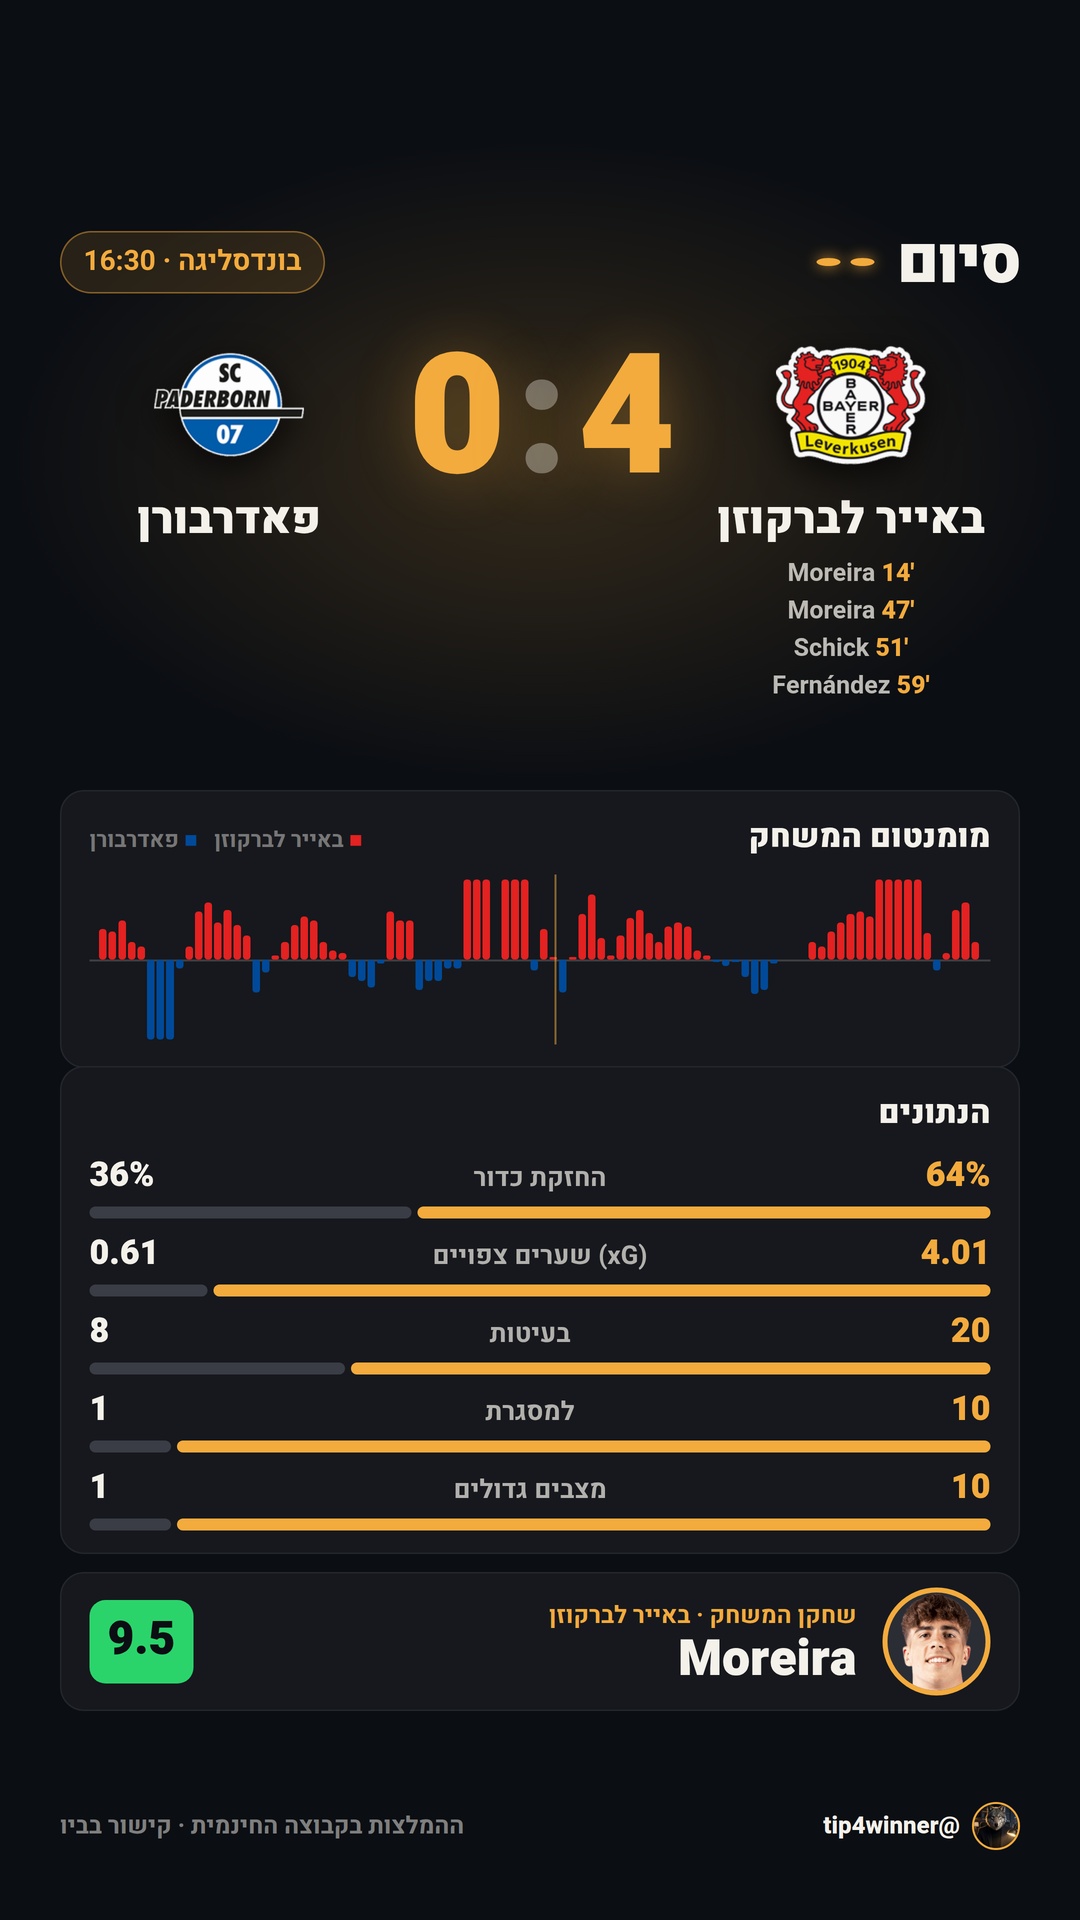 סיום
בונדסליגה · 16:30
1904
BAYER
BAYER
Leverkusen
4:0
SC
PADERBORN
07
באייר לברקוזן
פאדרבורן
Moreira 14'
Moreira 47'
Schick 51'
Fernández 59'
מומנטום המשחק
באייר לברקוזן
פאדרבורן
הנתונים
64% החזקת כדור 36%
4.01 שערים צפויים (xG) 0.61
20 בעיטות 8
10 למסגרת 1
10 מצבים גדולים 1
שחקן המשחק · באייר לברקוזן
Moreira
9.5
@tip4winner
ההמלצות בקבוצה החינמית · קישור בביו